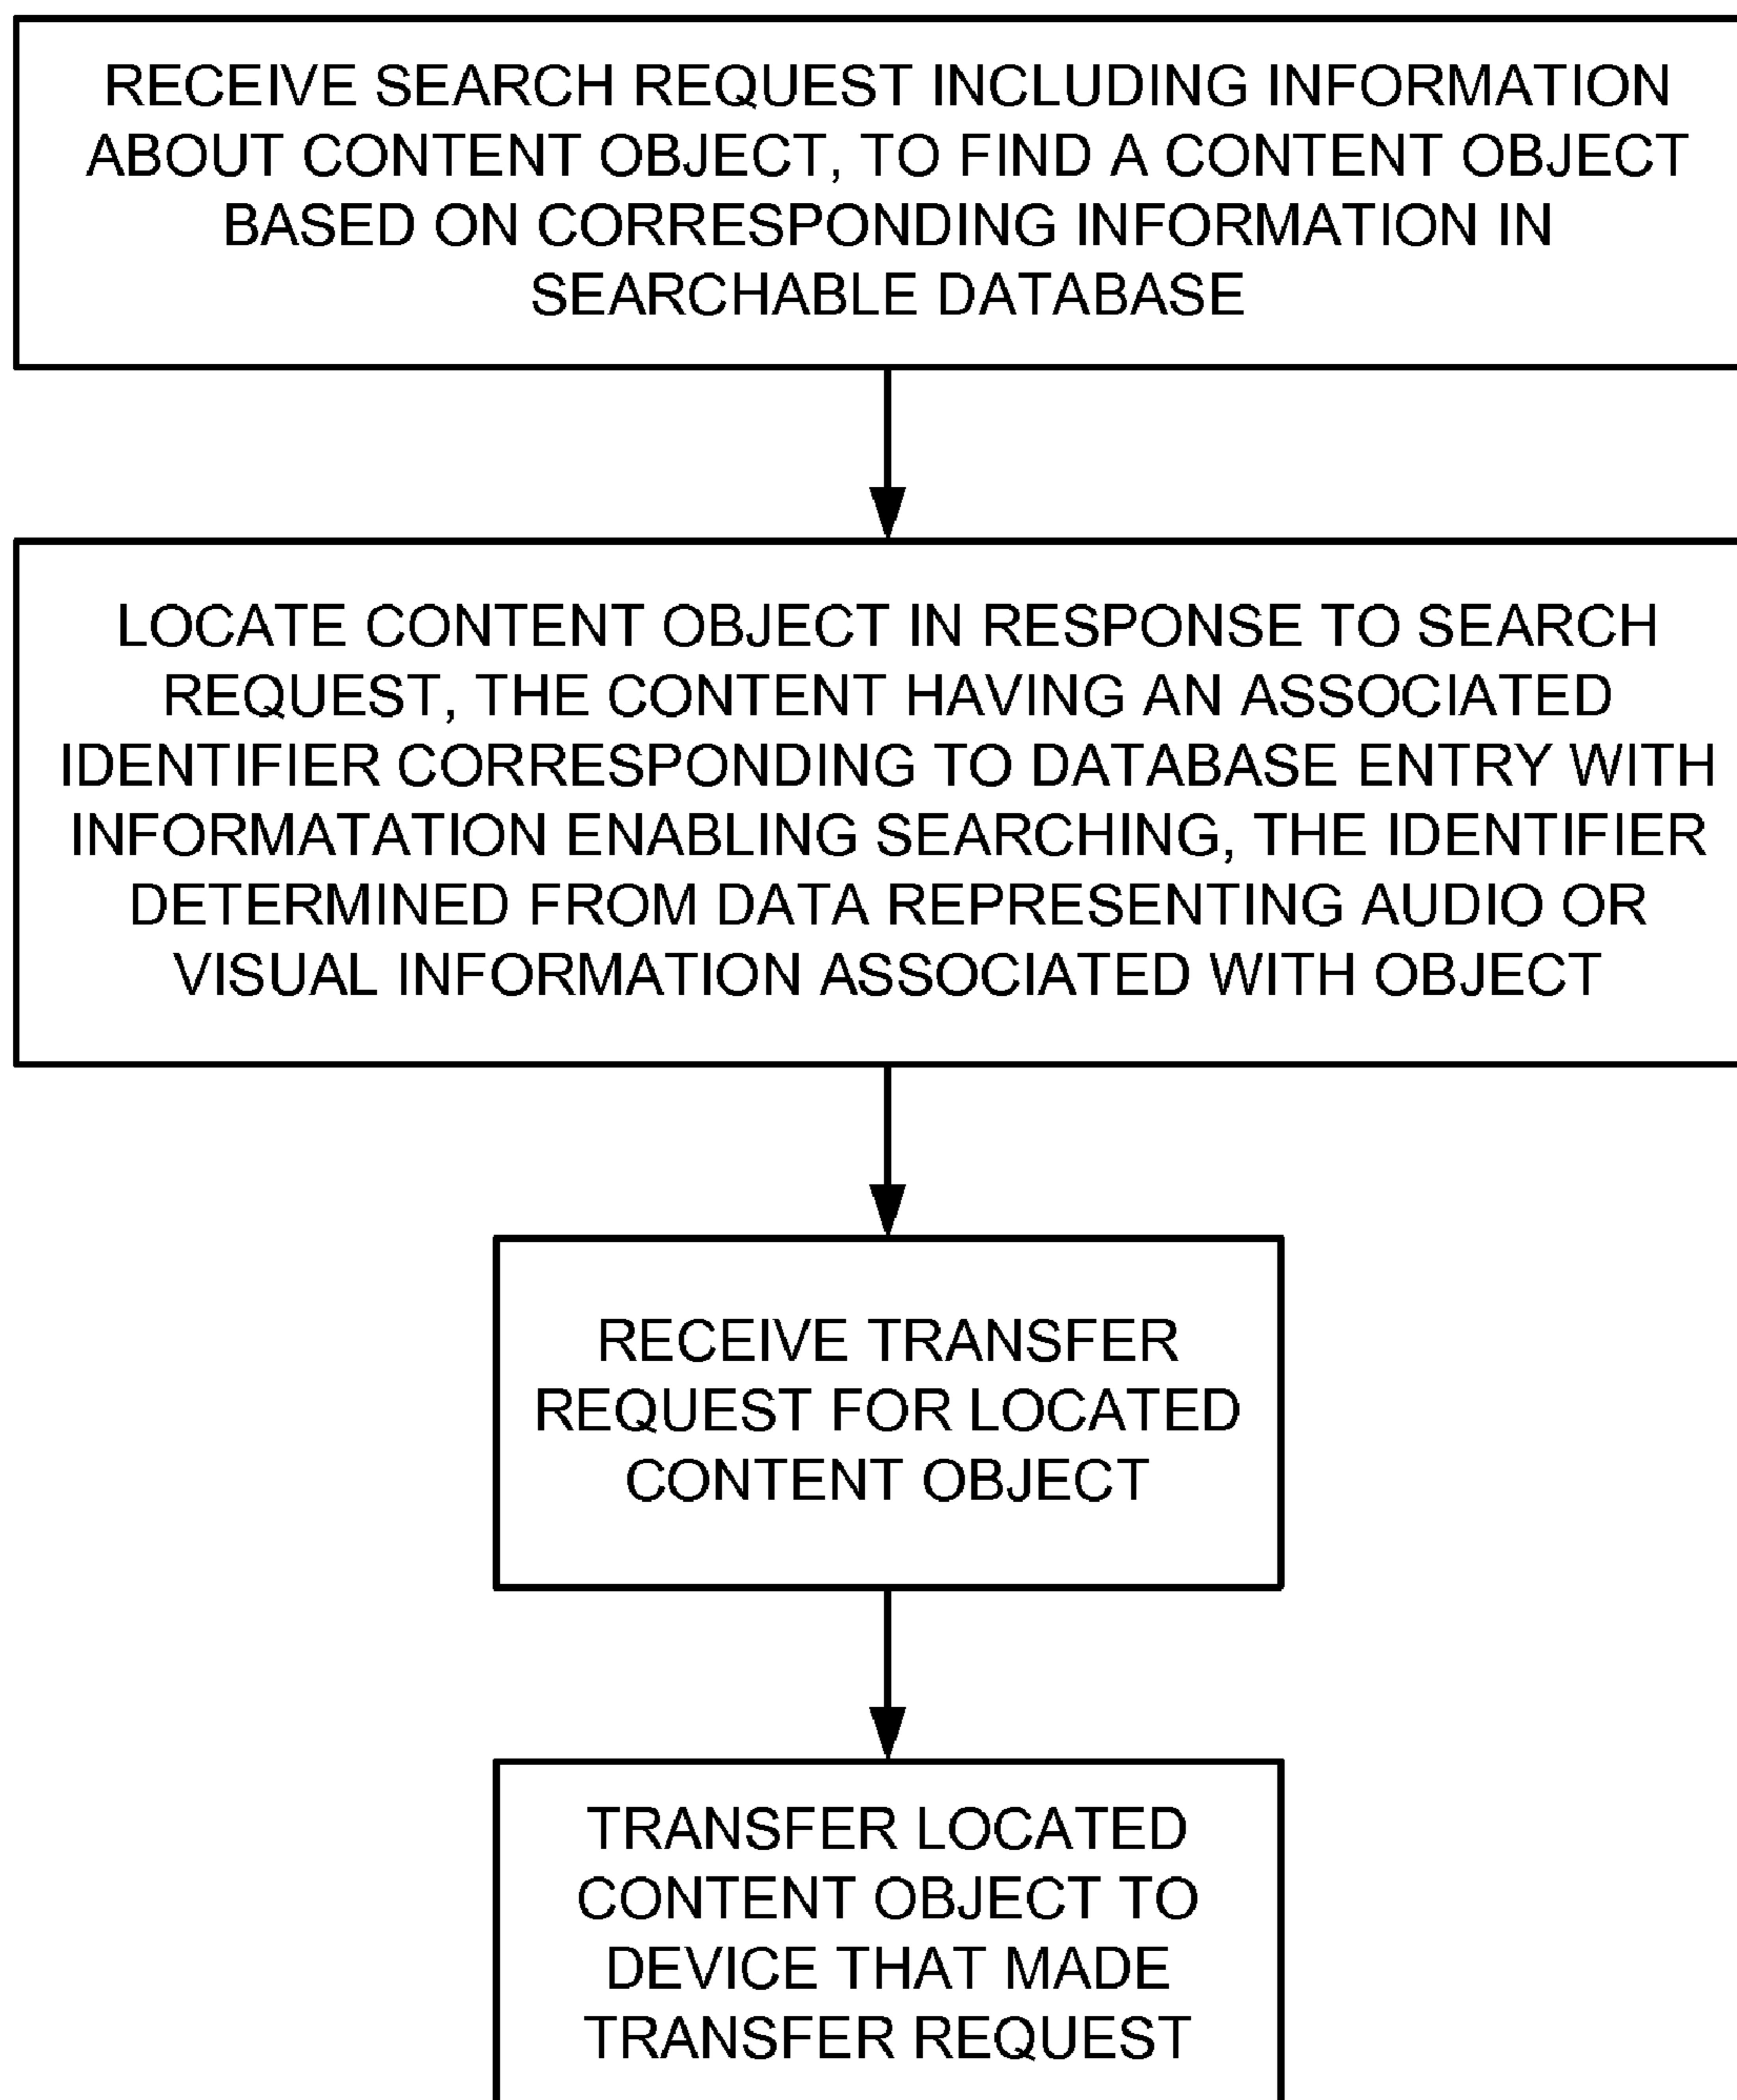 RECEIVE SEARCH REQUEST INCLUDING INFORMATION
ABOUT CONTENT OBJECT, TO FIND A CONTENT OBJECT
BASED ON CORRESPONDING INFORMATION IN
SEARCHABLE DATABASE
LOCATE CONTENT OBJECT IN RESPONSE TO SEARCH
REQUEST, THE CONTENT HAVING AN ASSOCIATED
IDENTIFIER CORRESPONDING TO DATABASE ENTRY WITH
INFORMATATION ENABLING SEARCHING, THE IDENTIFIER
DETERMINED FROM DATA REPRESENTING AUDIO OR
VISUAL INFORMATION ASSOCIATED WITH OBJECT
RECEIVE TRANSFER
REQUEST FOR LOCATED
CONTENT OBJECT
TRANSFER LOCATED
CONTENT OBJECT TO
DEVICE THAT MADE
TRANSFER REQUEST